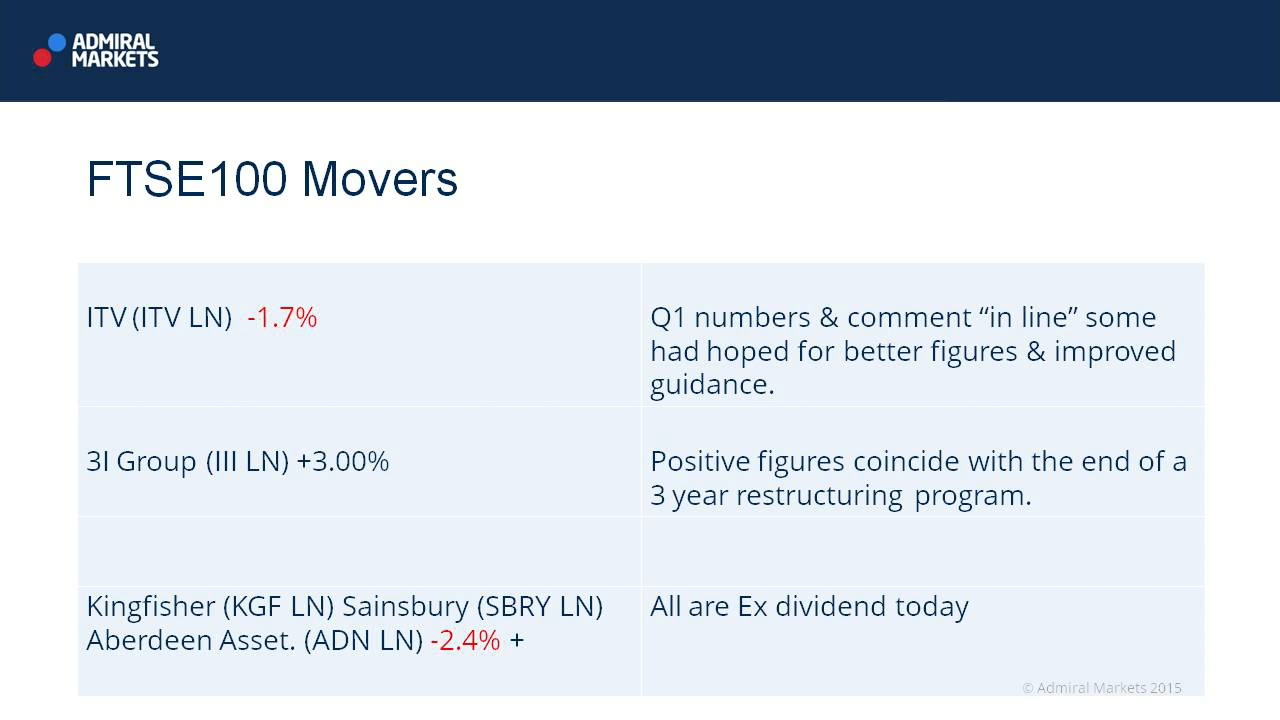 ADMIRAL
MARKETS
FTSE100 Movers
ITV (ITV LN) -1.7%
Q1 numbers & comment “in line” some
had hoped for better figures & improved
guidance.
3I Group (III LN) +3.00%
Positive figures coincide with the end of a
3 year restructuring program.
Kingfisher (KGF LN) Sainsbury (SBRY LN)
Aberdeen Asset. (ADN LN) -2.4% +
All are Ex dividend today
© Admiral Markets 2015